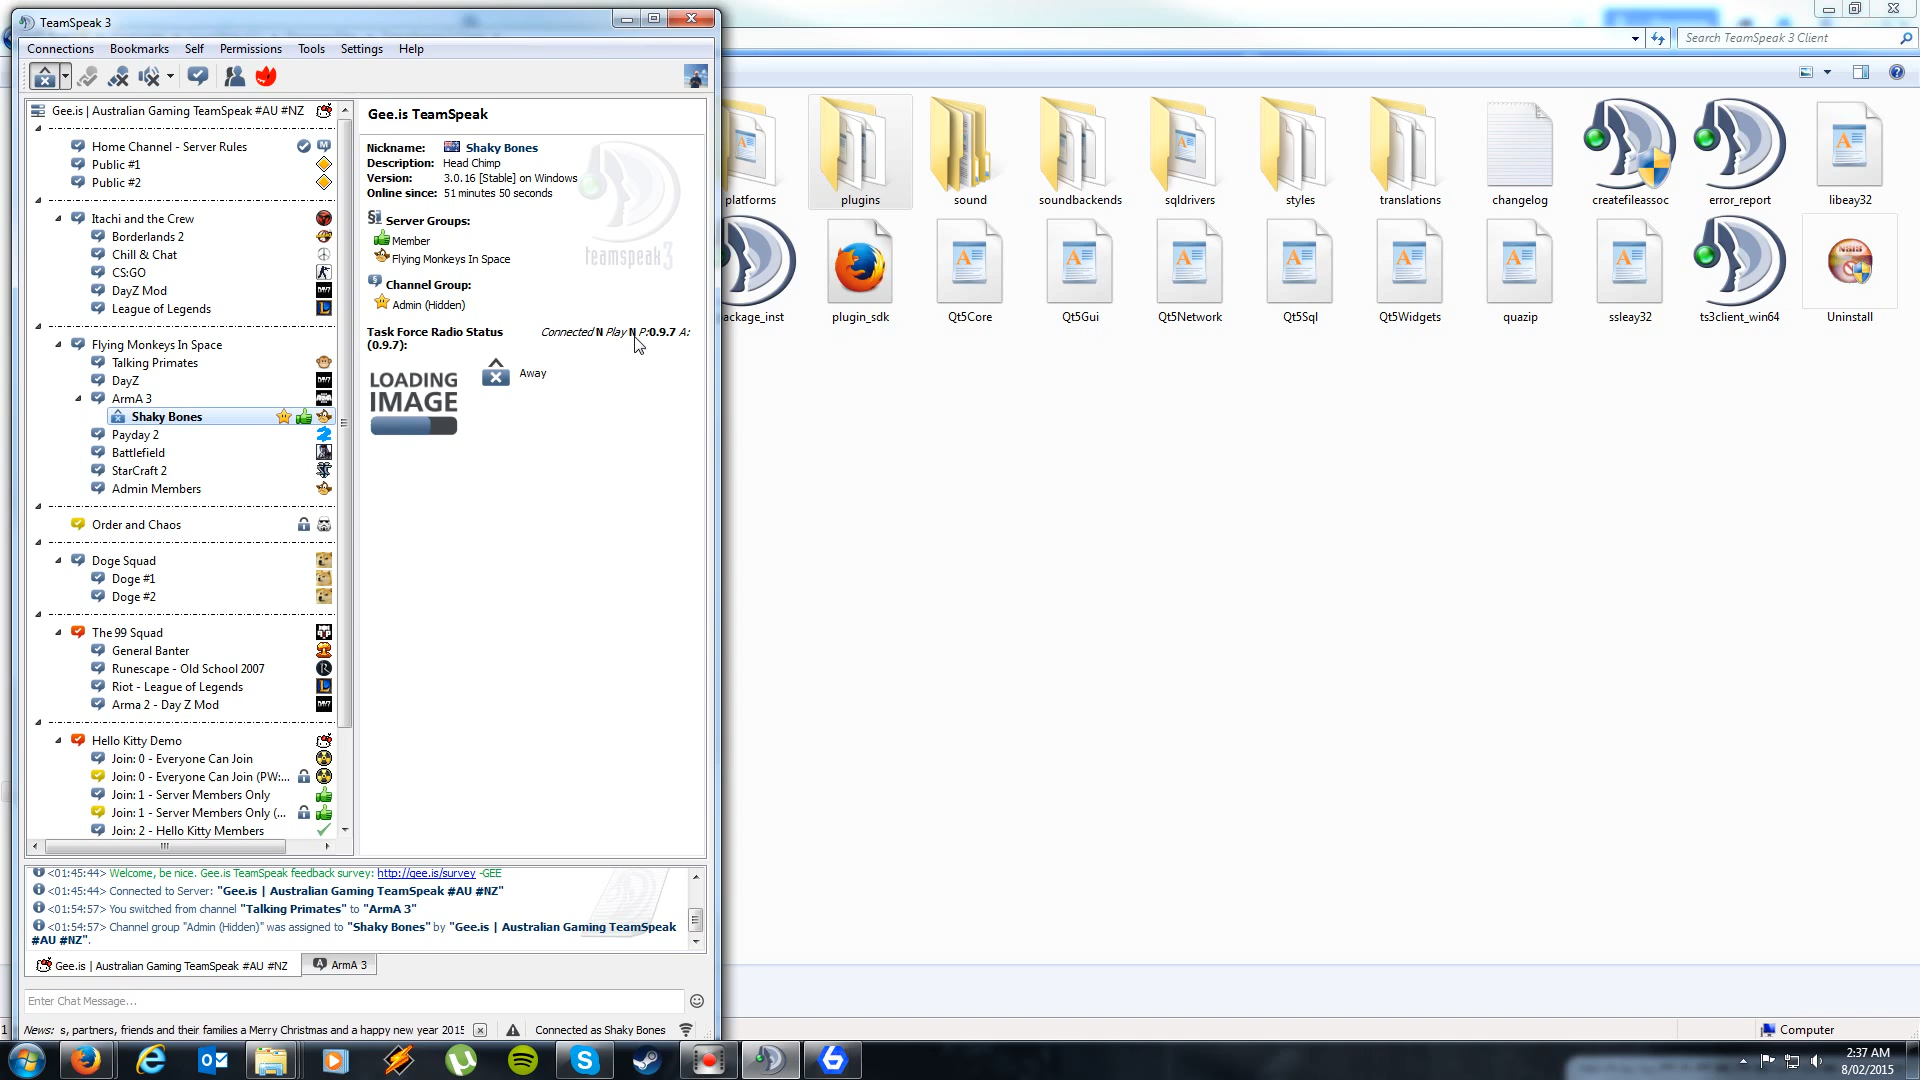 TeamSpeak 3
Connections Bookmarks Self Permissions Tools Settings Help
Gee.is | Australian Gaming TeamSpeak #AU #NZ
Home Channel - Server Rules
Public #1
Public #2
Itachi and the Crew
Borderlands 2
Chill & Chat
CS:GO
DayZ Mod
League of Legends
Flying Monkeys In Space
Talking Primates
DayZ
ArmA 3
Shaky Bones
Payday 2
Battlefield
StarCraft 2
Admin Members
Order and Chaos
Doge Squad
Doge #1
Doge #2
The 99 Squad
General Banter
Runescape - Old School 2007
Riot - League of Legends
Arma 2 - Day Z Mod
Hello Kitty Demo
Join: 0 - Everyone Can Join
Join: 0 - Everyone Can Join (PW:...
Join: 1 - Server Members Only
Join: 1 - Server Members Only (...
Join: 2 - Hello Kitty Members
Gee.is TeamSpeak
Nickname: Shaky Bones
Description: Head Chimp
Version: 3.0.16 [Stable] on Windows
Online since: 51 minutes 50 seconds
Server Groups:
Member
Flying Monkeys In Space
Channel Group:
Admin (Hidden)
Task Force Radio Status (0.9.7): Connected N Play N P:0.9.7 A:
LOADING
IMAGE
Away
teamspeak3
<01:45:44> Welcome, be nice. Gee.is TeamSpeak feedback survey: http://gee.is/survey -GEE
<01:45:44> Connected to Server: "Gee.is | Australian Gaming TeamSpeak #AU #NZ"
<01:54:57> You switched from channel "Talking Primates" to "ArmA 3"
<01:54:57> Channel group "Admin (Hidden)" was assigned to "Shaky Bones" by "Gee.is | Australian Gaming TeamSpeak
#AU #NZ".
Gee.is | Australian Gaming TeamSpeak #AU #NZ ArmA 3
Enter Chat Message...
News: s, partners, friends and their families a Merry Christmas and a happy new year 2015 Connected as Shaky Bones
Search TeamSpeak 3 Client
platforms plugins sound soundbackends sqldrivers styles translations changelog createfileassoc error_report libeay32
ackage_inst plugin_sdk Qt5Core Qt5Gui Qt5Network Qt5Sql Qt5Widgets quazip ssleay32 ts3client_win64 Uninstall
Computer
2:37 AM
8/02/2015